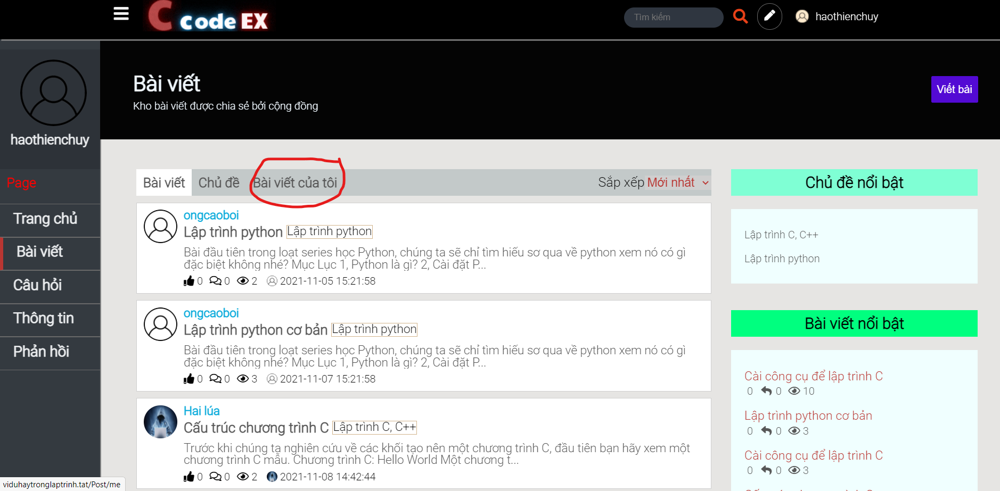 C code EX
Tìm kiếm
haothienchuy
haothienchuy
Page
Trang chủ
Bài viết
Câu hỏi
Thông tin
Phản hồi
Bài viết
Kho bài viết được chia sẻ bởi cộng đồng
Viết bài
Bài viết Chủ đề Bài viết của tôi Sắp xếp Mới nhất
ongcaoboi
Lập trình python Lập trình python
Bài đầu tiên trong loạt series học Python, chúng ta sẽ chỉ tìm hiếu sơ qua về python xem nó có gì
đặc biệt không nhé? Mục Lục 1, Python là gì? 2, Cài đặt P...
0 0 2 2021-11-05 15:21:58
ongcaoboi
Lập trình python cơ bản Lập trình python
Bài đầu tiên trong loạt series học Python, chúng ta sẽ chỉ tìm hiếu sơ qua về python xem nó có gì
đặc biệt không nhé? Mục Lục 1, Python là gì? 2, Cài đặt P...
0 0 3 2021-11-07 15:21:58
Hai lúa
Cấu trúc chương trình C Lập trình C, C++
Trước khi chúng ta nghiên cứu về các khối tạo nên một chương trình C, đầu tiên bạn hãy xem một
chương trình C mẫu. Chương trình C: Hello World Một chương t...
0 0 2 2021-11-08 14:42:44
Chủ đề nổi bật
Lập trình C, C++
Lập trình python
Bài viết nổi bật
Cài công cụ để lập trình C
0 0 10
Lập trình python cơ bản
0 0 3
Cài công cụ để lập trình C
0 0 3
viduhaytronglaptrinh.tat/Post/me